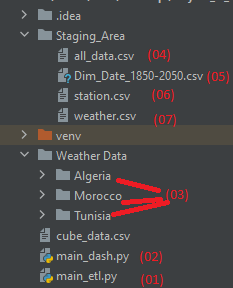 .idea
Staging_Area
all_data.csv (04)
Dim_Date_1850-2050.csv (05)
station.csv (06)
weather.csv (07)
venv
Weather Data
Algeria
Morocco (03)
Tunisia
cube_data.csv
main_dash.py (02)
main_etl.py (01)